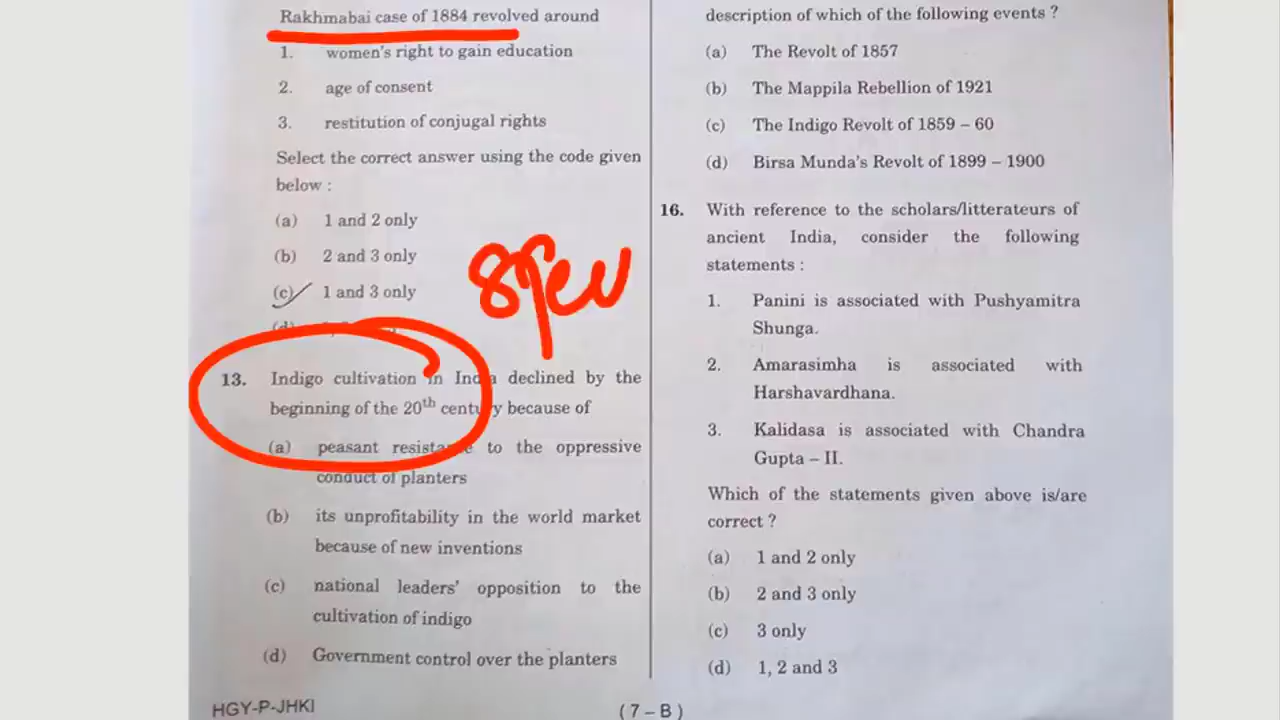 Rakhmabai case of 1884 revolved around
1. women's right to gain education
2. age of consent
3. restitution of conjugal rights
Select the correct answer using the code given
below :
(a) 1 and 2 only
(b) 2 and 3 only
(c) 1 and 3 only
(d)
13. Indigo cultivation in India declined by the
beginning of the 20th century because of
(a) peasant resistance to the oppressive
conduct of planters
(b) its unprofitability in the world market
because of new inventions
(c) national leaders' opposition to the
cultivation of indigo
(d) Government control over the planters
HGY-P-JHKI
( 7 – B )
description of which of the following events ?
(a) The Revolt of 1857
(b) The Mappila Rebellion of 1921
(c) The Indigo Revolt of 1859 – 60
(d) Birsa Munda's Revolt of 1899 – 1900
16. With reference to the scholars/litterateurs of
ancient India, consider the following
statements :
1. Panini is associated with Pushyamitra
Shunga.
2. Amarasimha is associated with
Harshavardhana.
3. Kalidasa is associated with Chandra
Gupta – II.
Which of the statements given above is/are
correct ?
(a) 1 and 2 only
(b) 2 and 3 only
(c) 3 only
(d) 1, 2 and 3